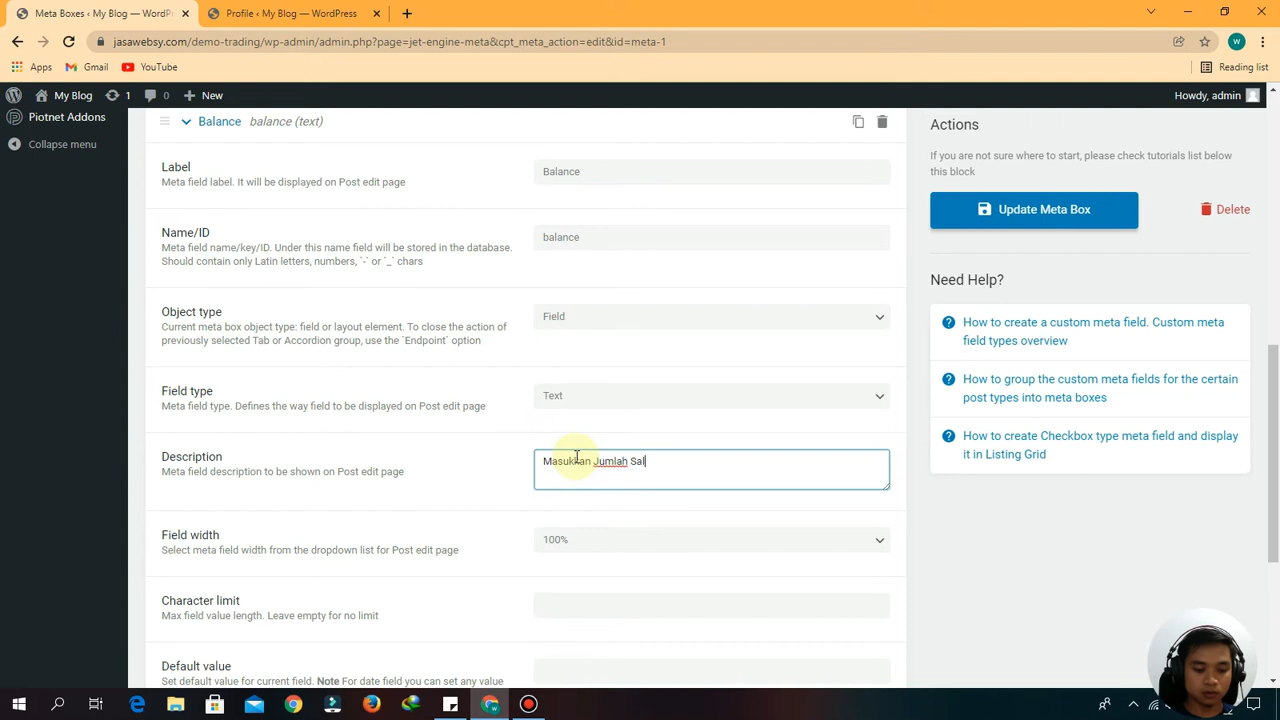 Meta Boxes ‹ My Blog — WordPress
Profile ‹ My Blog — WordPress
jasawebsy.com/demo-trading/wp-admin/admin.php?page=jet-engine-meta&cpt_meta_action=edit&id=meta-1
w
Apps
Gmail
YouTube
Reading list
My Blog
1
0
New
Howdy, admin
Piotnet Addons
Collapse menu
Balance balance (text)
Label
Meta field label. It will be displayed on Post edit page
Balance
Name/ID
Meta field name/key/ID. Under this name field will be stored in the database.
Should contain only Latin letters, numbers, `-` or `_` chars
balance
Object type
Current meta box object type: field or layout element. To close the action of
previously selected Tab or Accordion group, use the `Endpoint` option
Field
Field type
Meta field type. Defines the way field to be displayed on Post edit page
Text
Description
Meta field description to be shown on Post edit page
Masukkan Jumlah Sal
Field width
Select meta field width from the dropdown list for Post edit page
100%
Character limit
Max field value length. Leave empty for no limit
Default value
Set default value for current field. Note For date field you can set any value
Actions
If you are not sure where to start, please check tutorials list below
this block
Update Meta Box
Delete
Need Help?
How to create a custom meta field. Custom meta
field types overview
How to group the custom meta fields for the certain
post types into meta boxes
How to create Checkbox type meta field and display
it in Listing Grid